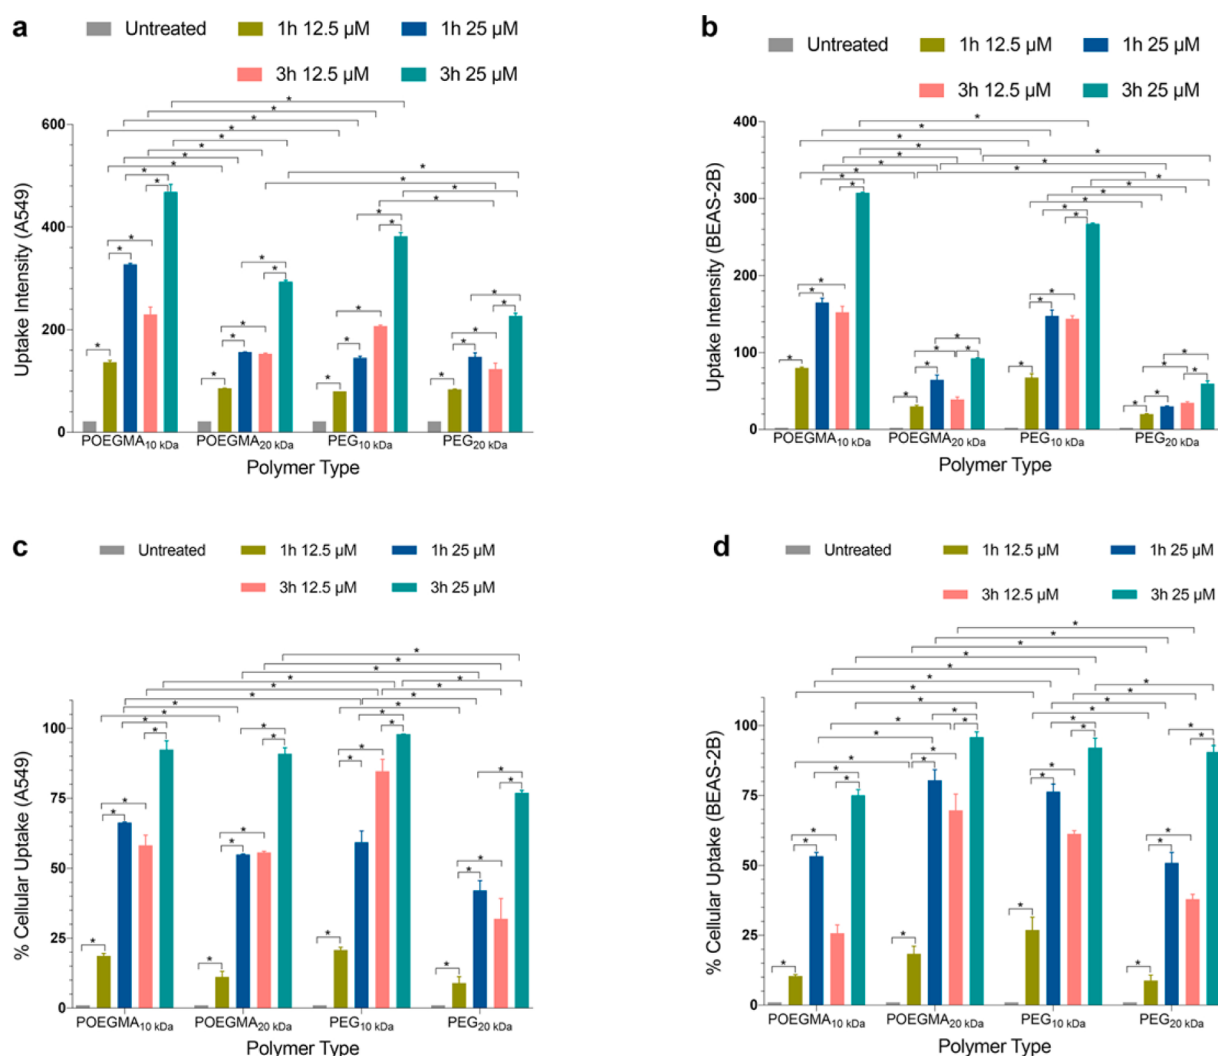 a
Untreated 1h 12.5 µM 1h 25 µM
3h 12.5 µM 3h 25 µM
Uptake Intensity (A549)
600
400
200
0
* * * * * * * * * * * * * * * * * * * * * * * * * * * * * * * *
POEGMA10 kDa POEGMA20 kDa PEG10 kDa PEG20 kDa
Polymer Type
b
Untreated 1h 12.5 µM 1h 25 µM
3h 12.5 µM 3h 25 µM
Uptake Intensity (BEAS-2B)
400
300
200
100
0
POEGMA10 kDa POEGMA20 kDa PEG10 kDa PEG20 kDa
Polymer Type
c
Untreated 1h 12.5 µM 1h 25 µM
3h 12.5 µM 3h 25 µM
% Cellular Uptake (A549)
100
75
50
25
0
POEGMA10 kDa POEGMA20 kDa PEG10 kDa PEG20 kDa
Polymer Type
d
Untreated 1h 12.5 µM 1h 25 µM
3h 12.5 µM 3h 25 µM
% Cellular Uptake (BEAS-2B)
100
75
50
25
0
POEGMA10 kDa POEGMA20 kDa PEG10 kDa PEG20 kDa
Polymer Type